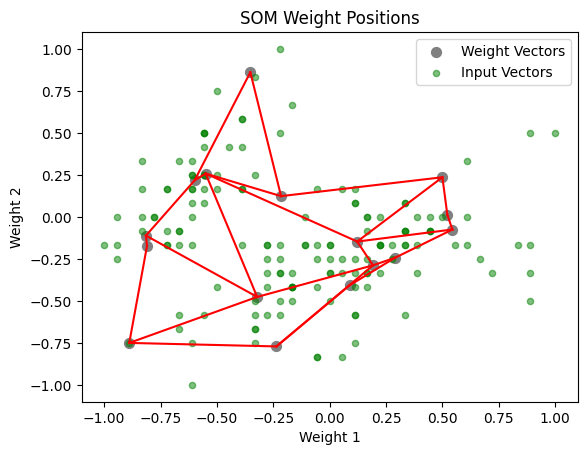 SOM Weight Positions
Weight Vectors
Input Vectors
1.00
0.75
0.50
0.25
0.00
−0.25
−0.50
−0.75
−1.00
Weight 2
−1.00 −0.75 −0.50 −0.25 0.00 0.25 0.50 0.75 1.00
Weight 1